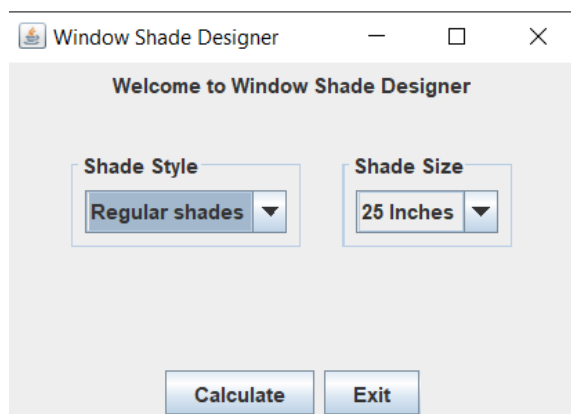 Window Shade Designer
Welcome to Window Shade Designer
Shade Style Shade Size
Regular shades 25 Inches
Calculate Exit